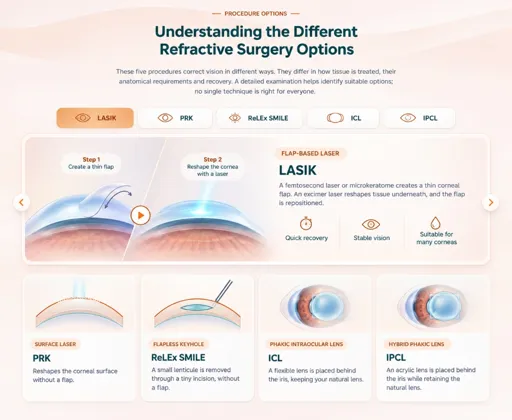 PROCEDURE OPTIONS
Understanding the Different
Refractive Surgery Options
These five procedures correct vision in different ways. They differ in how tissue is treated, their
anatomical requirements and recovery. A detailed examination helps identify suitable options;
no single technique is right for everyone.
LASIK
PRK
ReLEx SMILE
ICL
IPCL
Step 1
Create a thin flap
Step 2
Reshape the cornea
with a laser
FLAP-BASED LASER
LASIK
A femtosecond laser or microkeratome creates a thin corneal
flap. An excimer laser reshapes tissue underneath, and the flap
is repositioned.
Quick recovery
Stable vision
Suitable for
many corneas
SURFACE LASER
PRK
Reshapes the corneal surface
without a flap.
FLAPLESS KEYHOLE
ReLEx SMILE
A small lenticule is removed
through a tiny incision, without
a flap.
PHAKIC INTRAOCULAR LENS
ICL
A flexible lens is placed behind
the iris, keeping your natural lens.
HYBRID PHAKIC LENS
IPCL
An acrylic lens is placed behind
the iris while retaining the
natural lens.